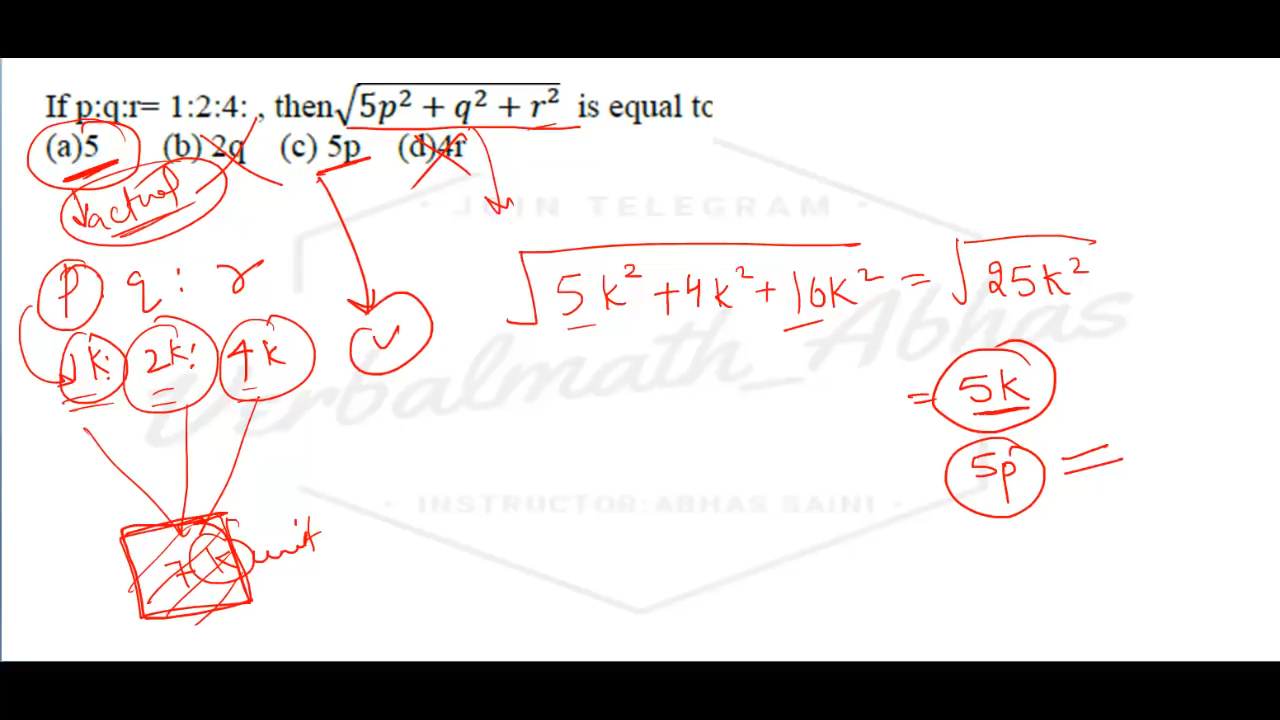 If p:q:r= 1:2:4: , then √5p² + q² + r² is equal to
(a)5 (b) 2q (c) 5p (d)4r
actual
· JOIN TELEGRAM ·
p q : r
√5k² + 4k² + 16k² = √25k²
1k: 2k: 4k
Verbalmath_Abhas
= 5k
5p =
· INSTRUCTOR:ABHAS SAINI ·
7k unit